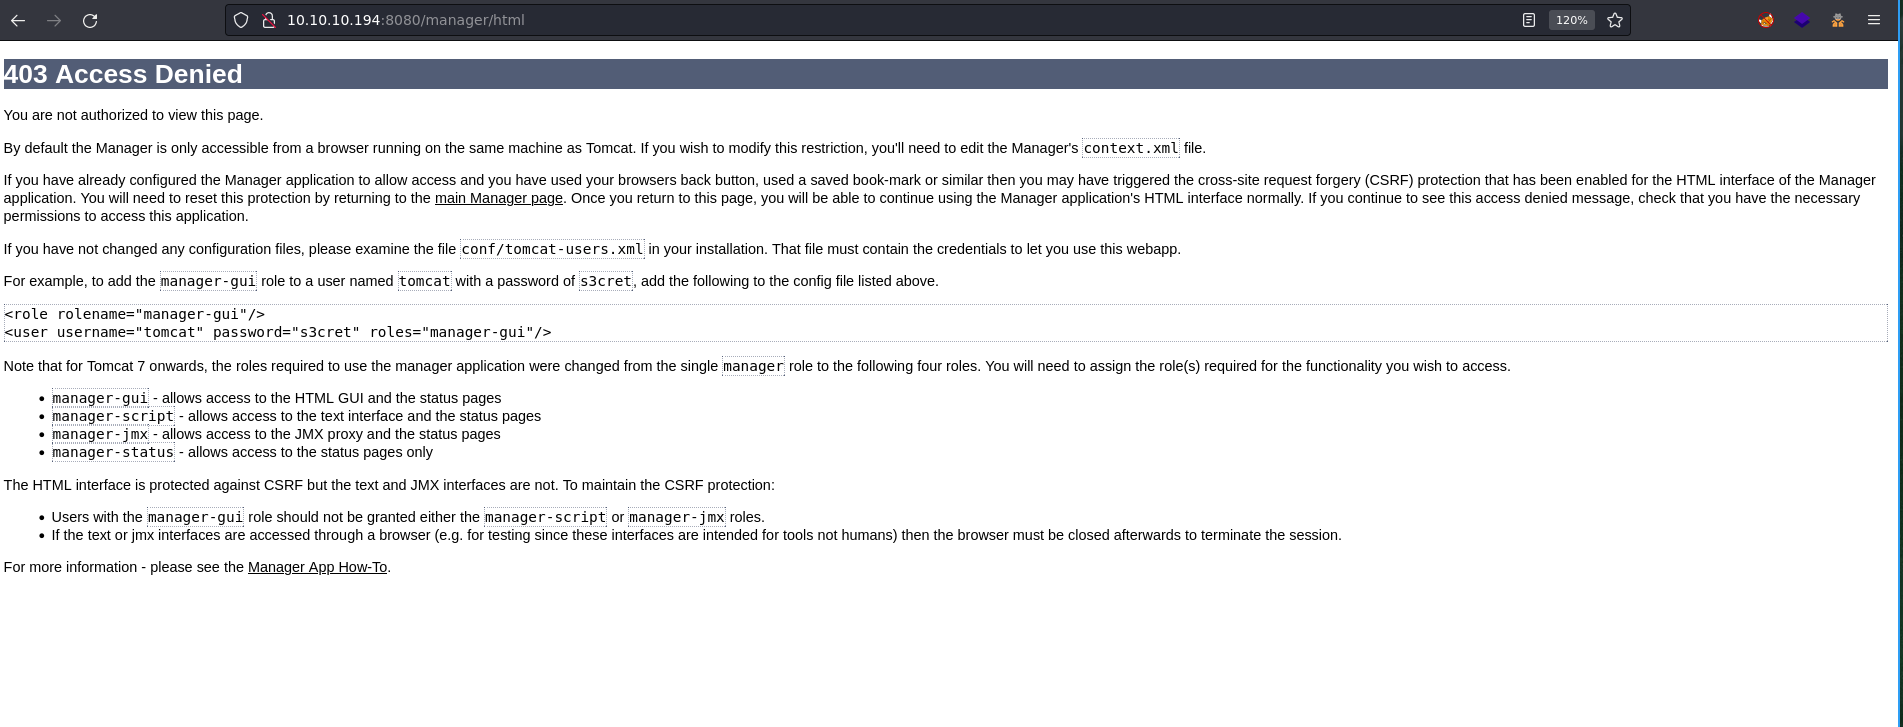 10.10.10.194:8080/manager/html
120%
403 Access Denied
You are not authorized to view this page.
By default the Manager is only accessible from a browser running on the same machine as Tomcat. If you wish to modify this restriction, you'll need to edit the Manager's context.xml file.
If you have already configured the Manager application to allow access and you have used your browsers back button, used a saved book-mark or similar then you may have triggered the cross-site request forgery (CSRF) protection that has been enabled for the HTML interface of the Manager
application. You will need to reset this protection by returning to the main Manager page. Once you return to this page, you will be able to continue using the Manager application's HTML interface normally. If you continue to see this access denied message, check that you have the necessary
permissions to access this application.
If you have not changed any configuration files, please examine the file conf/tomcat-users.xml in your installation. That file must contain the credentials to let you use this webapp.
For example, to add the manager-gui role to a user named tomcat with a password of s3cret, add the following to the config file listed above.
<role rolename="manager-gui"/>
<user username="tomcat" password="s3cret" roles="manager-gui"/>
Note that for Tomcat 7 onwards, the roles required to use the manager application were changed from the single manager role to the following four roles. You will need to assign the role(s) required for the functionality you wish to access.
• manager-gui - allows access to the HTML GUI and the status pages
• manager-script - allows access to the text interface and the status pages
• manager-jmx - allows access to the JMX proxy and the status pages
• manager-status - allows access to the status pages only
The HTML interface is protected against CSRF but the text and JMX interfaces are not. To maintain the CSRF protection:
• Users with the manager-gui role should not be granted either the manager-script or manager-jmx roles.
• If the text or jmx interfaces are accessed through a browser (e.g. for testing since these interfaces are intended for tools not humans) then the browser must be closed afterwards to terminate the session.
For more information - please see the Manager App How-To.